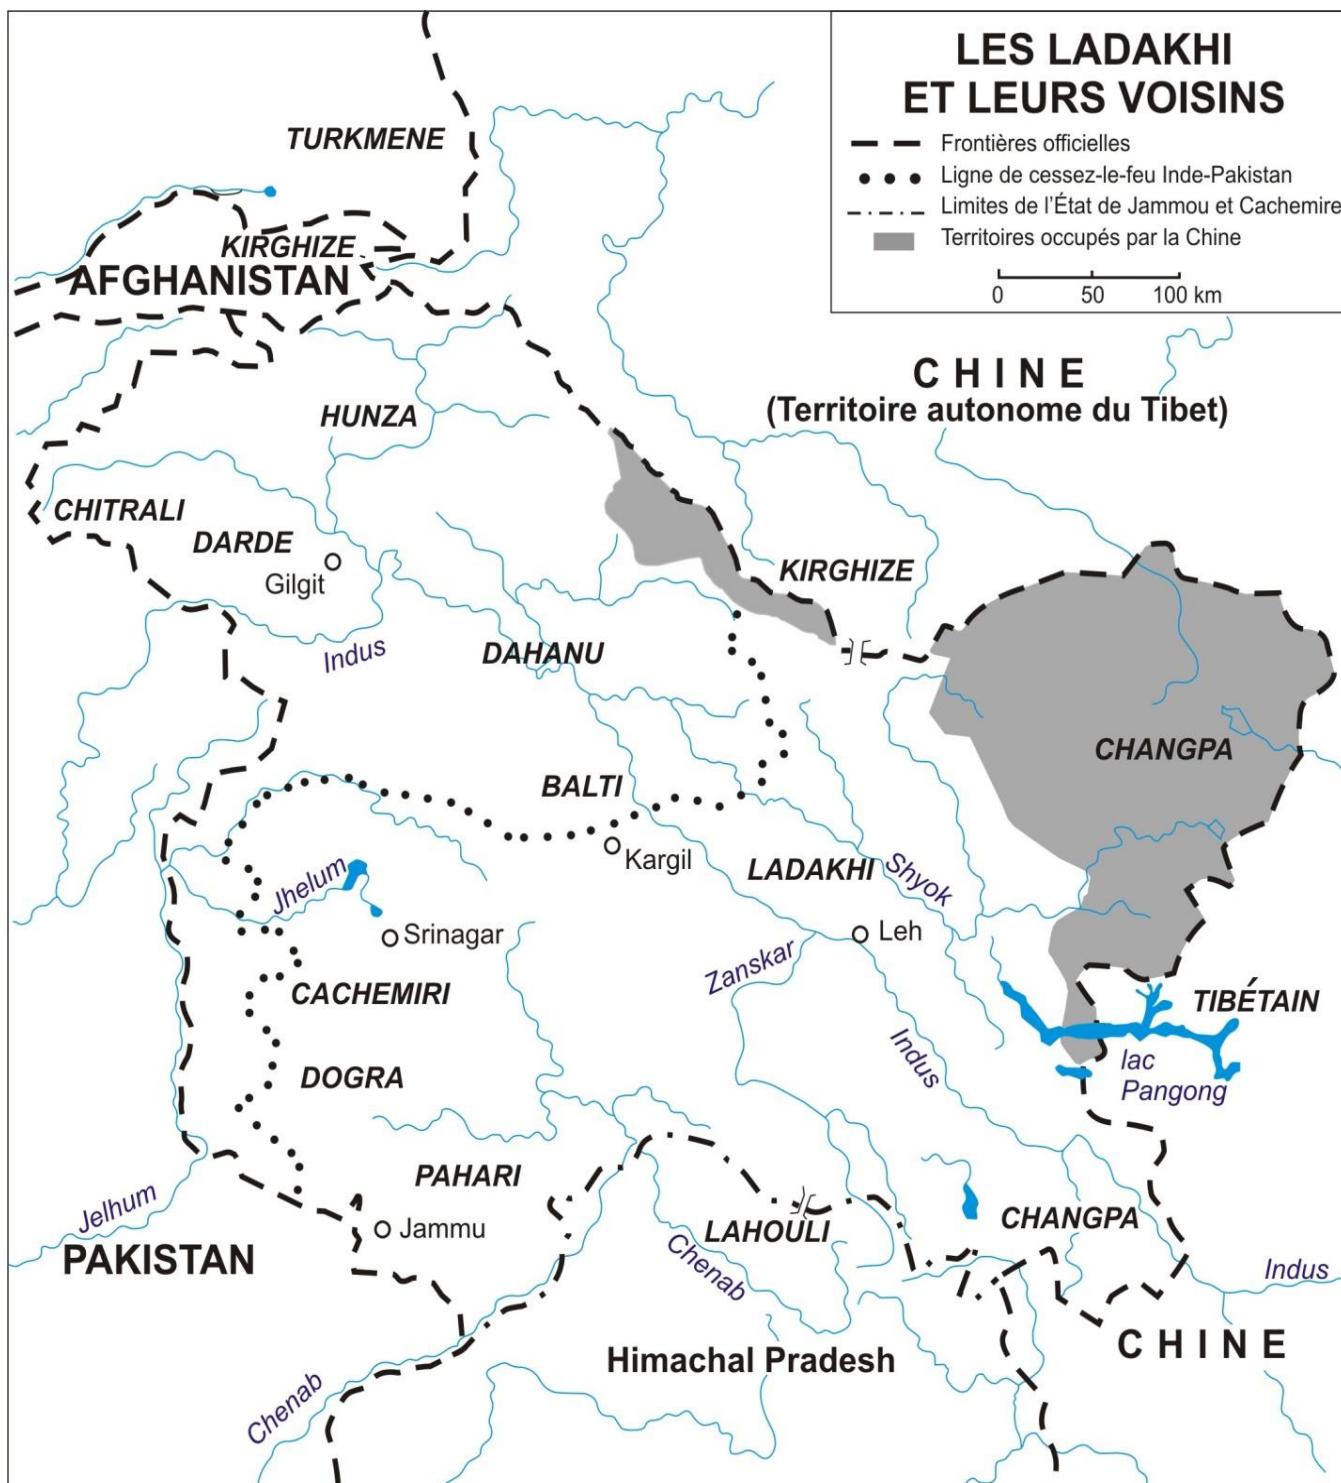 LES LADAKHI
ET LEURS VOISINS
Frontières officielles
Ligne de cessez-le-feu Inde-Pakistan
Limites de l'État de Jammou et Cachemire
Territoires occupés par la Chine
0 50 100 km
TURKMENE
KIRGHIZE
AFGHANISTAN
CHINE
(Territoire autonome du Tibet)
HUNZA
CHITRALI
DARDE
Gilgit
KIRGHIZE
Indus
DAHANU
CHANGPA
BALTI
Kargil
LADAKHI
Shyok
Jhelum
Srinagar
Leh
Zanskar
CACHEMIRI
TIBÉTAIN
Indus
lac
Pangong
DOGRA
PAHARI
Jelhum
Jammu
PAKISTAN
LAHOULI
CHANGPA
Chenab
Indus
CHINE
Himachal Pradesh
Chenab